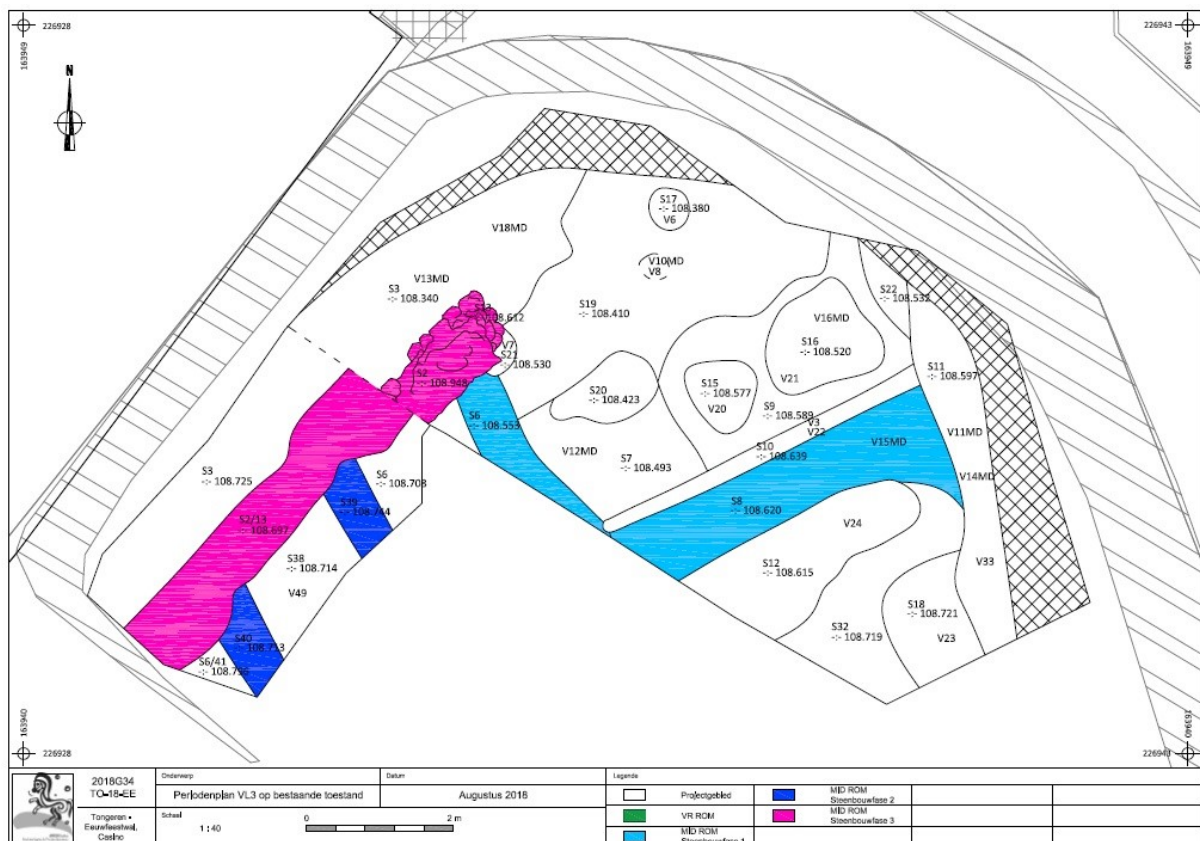 226928
226943
163949
163949
N
S17
-:- 108.380
V6
V18MD
V10MD
V8
V13MD
S3
-:- 108.340
S22
-:- 108.532
S19
-:- 108.410
V16MD
S16
-:- 108.520
V7
S21
-:- 108.530
S2
-:- 108.948
S11
-:- 108.597
S15
-:- 108.577
V20
V21
S20
-:- 108.423
S9
-:- 108.589
V3
V22
S6
-:- 108.553
V12MD
S7
-:- 108.493
S10
-:- 108.639
V15MD
V11MD
V14MD
S3
-:- 108.725
S6
-:- 108.708
S39
-:- 108.744
S8
-:- 108.620
S2/13
-:- 108.697
V24
S38
-:- 108.714
V49
S12
-:- 108.615
V33
S18
-:- 108.721
V23
S32
-:- 108.719
S40
S6/41
163940
163940
226928
226943
2018G34
TO-18-EE
Tongeren -
Eeuwfeestwal,
Casino
Onderwerp
Periodenplan VL3 op bestaande toestand
Datum
Augustus 2018
Schaal
1 : 40
0
2 m
Legende
Projectgebied
VR ROM
MID ROM
Steenbouwfase 1
MID ROM
Steenbouwfase 2
MID ROM
Steenbouwfase 3